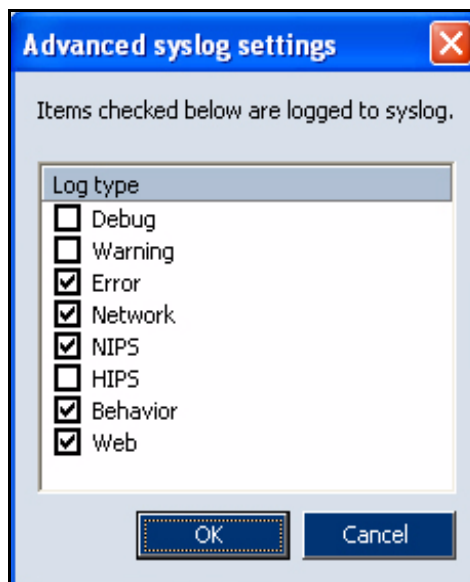 Advanced syslog settings
Items checked below are logged to syslog.
Log type
Debug
Warning
Error
Network
NIPS
HIPS
Behavior
Web
OK Cancel